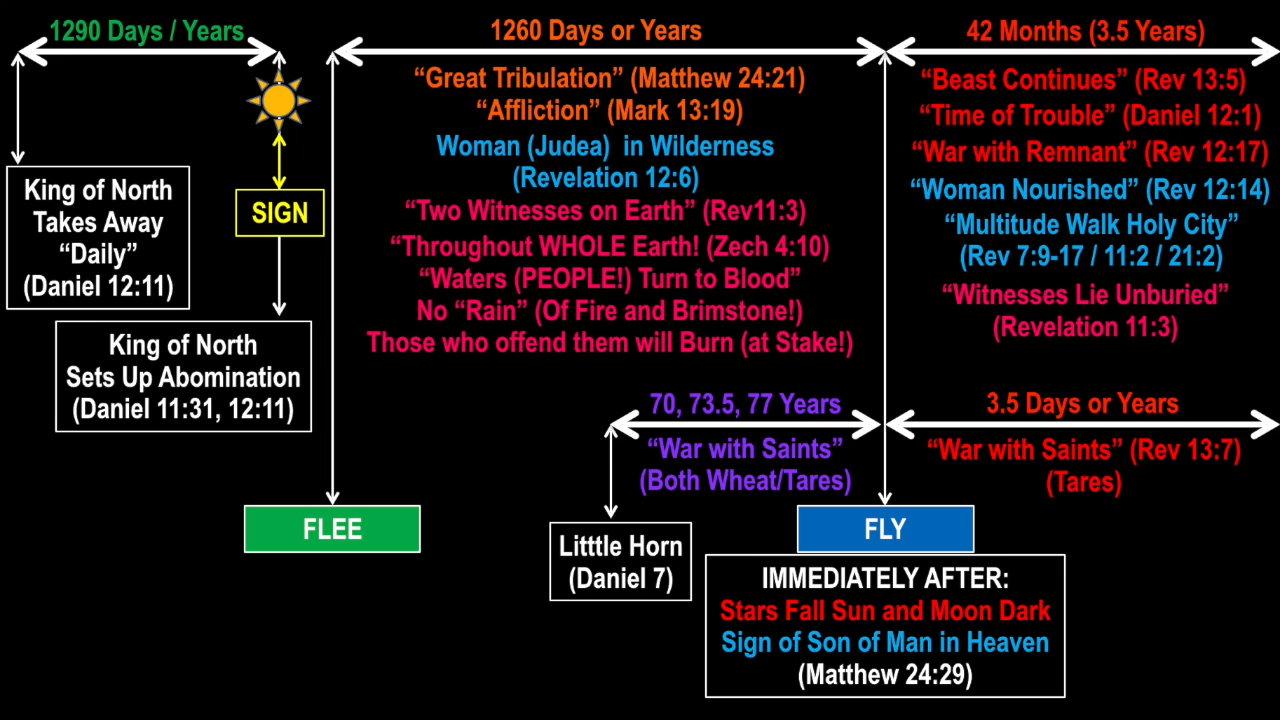 1290 Days / Years
King of North
Takes Away
“Daily”
(Daniel 12:11)
SIGN
King of North
Sets Up Abomination
(Daniel 11:31, 12:11)
1260 Days or Years
“Great Tribulation” (Matthew 24:21)
“Affliction” (Mark 13:19)
Woman (Judea) in Wilderness
(Revelation 12:6)
“Two Witnesses on Earth” (Rev11:3)
“Throughout WHOLE Earth! (Zech 4:10)
“Waters (PEOPLE!) Turn to Blood”
No “Rain” (Of Fire and Brimstone!)
Those who offend them will Burn (at Stake!)
42 Months (3.5 Years)
“Beast Continues” (Rev 13:5)
“Time of Trouble” (Daniel 12:1)
“War with Remnant” (Rev 12:17)
“Woman Nourished” (Rev 12:14)
“Multitude Walk Holy City”
(Rev 7:9-17 / 11:2 / 21:2)
“Witnesses Lie Unburied”
(Revelation 11:3)
70, 73.5, 77 Years
“War with Saints”
(Both Wheat/Tares)
3.5 Days or Years
“War with Saints” (Rev 13:7)
(Tares)
FLEE
Litttle Horn
(Daniel 7)
FLY
IMMEDIATELY AFTER:
Stars Fall Sun and Moon Dark
Sign of Son of Man in Heaven
(Matthew 24:29)